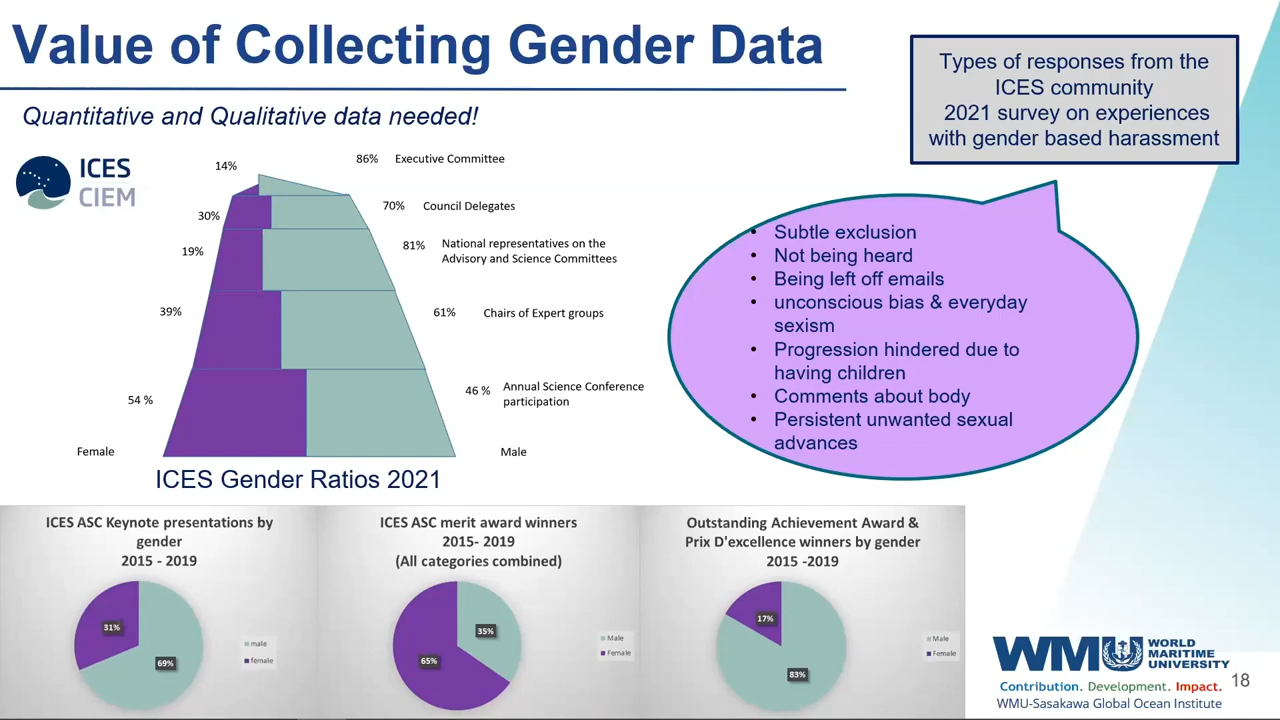 Value of Collecting Gender Data
Quantitative and Qualitative data needed!
ICES
CIEM
14%
86%
Executive Committee
30%
70%
Council Delegates
19%
81%
National representatives on the
Advisory and Science Committees
39%
61%
Chairs of Expert groups
54 %
46 %
Annual Science Conference
participation
Female
Male
ICES Gender Ratios 2021
Types of responses from the
ICES community
2021 survey on experiences
with gender based harassment
• Subtle exclusion
• Not being heard
• Being left off emails
• unconscious bias & everyday
sexism
• Progression hindered due to
having children
• Comments about body
• Persistent unwanted sexual
advances
ICES ASC Keynote presentations by
gender
2015 - 2019
31%
69%
male
female
ICES ASC merit award winners
2015- 2019
(All categories combined)
35%
65%
Male
Female
Outstanding Achievement Award &
Prix D'excellence winners by gender
2015 -2019
17%
83%
Male
Female
WMU
WORLD
MARITIME
UNIVERSITY
Contribution. Development. Impact.
WMU-Sasakawa Global Ocean Institute
18